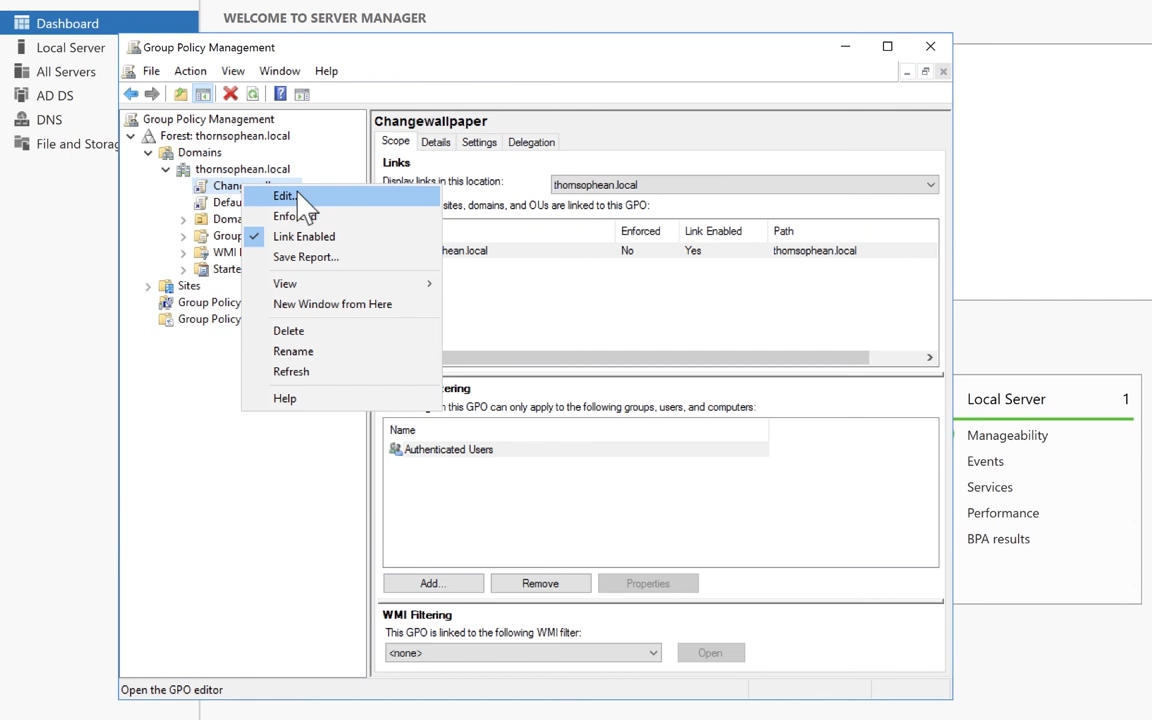 Dashboard
WELCOME TO SERVER MANAGER
Local Server
All Servers
AD DS
DNS
File and Storag
Group Policy Management
File Action View Window Help
Group Policy Management
Forest: thornsophean.local
Domains
thornsophean.local
Chan
Defau
Doma
Group
WMI
Starte
Sites
Group Policy
Group Policy
Edit...
Enforced
Link Enabled
Save Report...
View
New Window from Here
Delete
Rename
Refresh
Help
Changewallpaper
Scope Details Settings Delegation
Links
Display links in this location:
thornsophean.local
sites, domains, and OUs are linked to this GPO:
Enforced Link Enabled Path
hean.local No Yes thornsophean.local
tering
this GPO can only apply to the following groups, users, and computers:
Name
Authenticated Users
Add... Remove Properties
WMI Filtering
This GPO is linked to the following WMI filter:
<none> Open
Open the GPO editor
Local Server 1
Manageability
Events
Services
Performance
BPA results